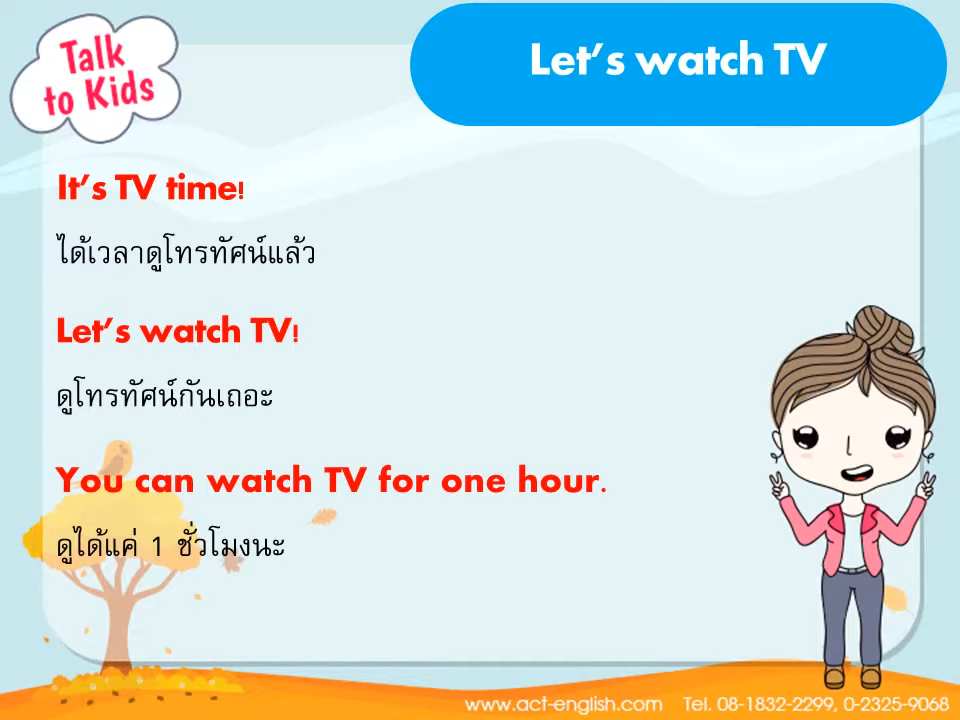 Talk
to Kids
Let's watch TV
It's TV time!
ได้เวลาดูโทรทัศน์แล้ว
Let's watch TV!
ดูโทรทัศน์กันเถอะ
You can watch TV for one hour.
ดูได้แค่ 1 ชั่วโมงนะ
www.act-english.com Tel. 08-1832-2299, 0-2325-9068